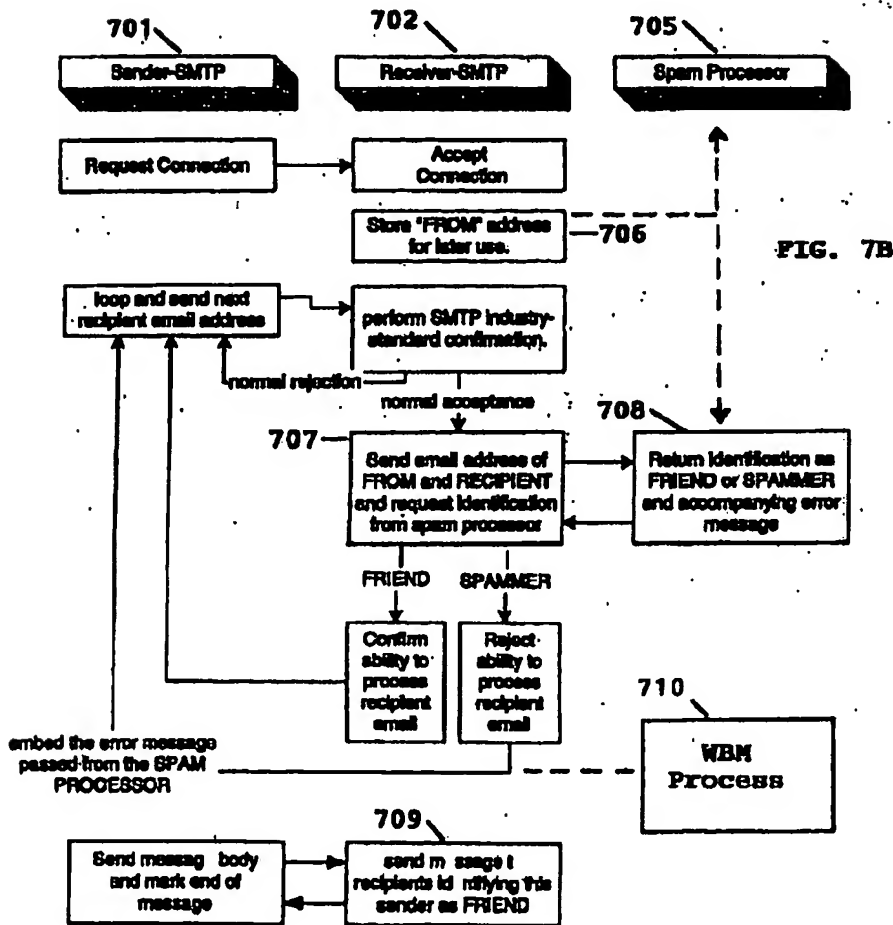 701
702
705
Sender-SMTP
Receiver-SMTP
Spam Processor
Request Connection
Accept
Connection
Store "FROM" address
for later use.
706
FIG. 7B
loop and send next
recipient email address
perform SMTP industry-
standard confirmation.
normal rejection
normal acceptance
707
708
Send email address of
FROM and RECIPIENT
and request identification
from spam processor
Return identification as
FRIEND or SPAMMER
and accompanying error
message
FRIEND
SPAMMER
Confirm
ability to
process
recipient
email
Reject
ability to
process
recipient
email
710
WBM
Process
embed the error message
passed from the SPAM
PROCESSOR
709
Send messag body
and mark end of
message
send m ssage t
recipients id ntifying this
sender as FRIEND